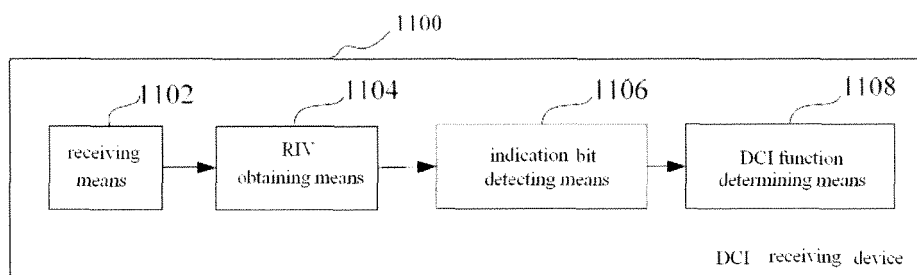 1100
1102
1104
1106
1108
receiving
means
RIV
obtaining means
indication bit
detecting means
DCI function
determining means
DCI receiving device